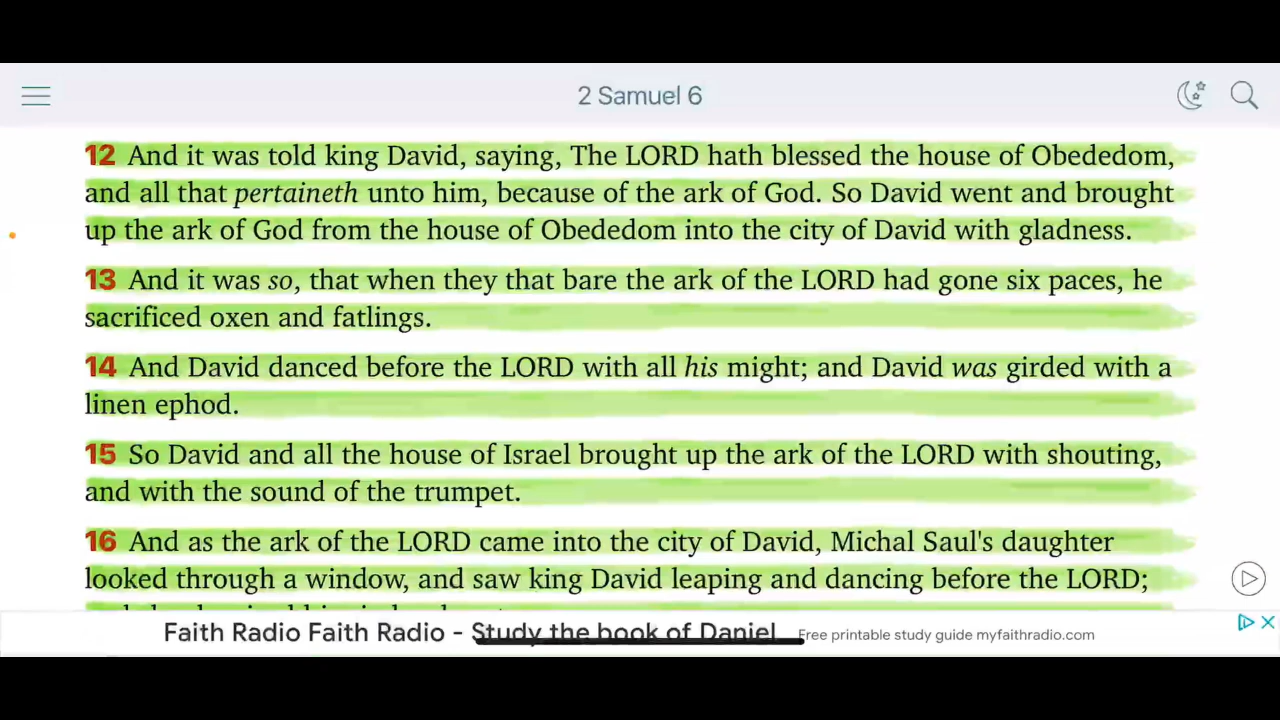 2 Samuel 6
12 And it was told king David, saying, The LORD hath blessed the house of Obededom,
and all that pertaineth unto him, because of the ark of God. So David went and brought
up the ark of God from the house of Obededom into the city of David with gladness.
13 And it was so, that when they that bare the ark of the LORD had gone six paces, he
sacrificed oxen and fatlings.
14 And David danced before the LORD with all his might; and David was girded with a
linen ephod.
15 So David and all the house of Israel brought up the ark of the LORD with shouting,
and with the sound of the trumpet.
16 And as the ark of the LORD came into the city of David, Michal Saul's daughter
looked through a window, and saw king David leaping and dancing before the LORD;
Faith Radio Faith Radio - Study the book of Daniel Free printable study guide myfaithradio.com